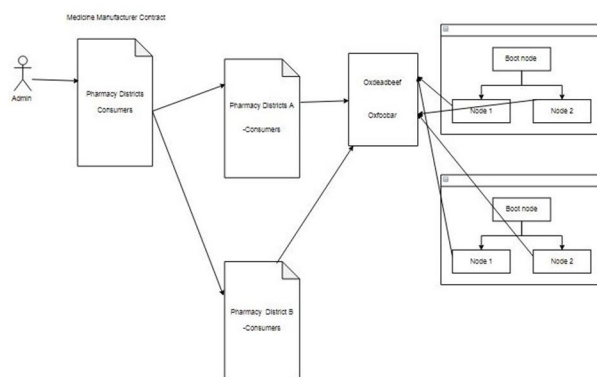 Medicine Manufacturer Contract
Admin
Pharmacy Districts
Consumers
Pharmacy Districts A
-Consumers
Pharmacy District B
-Consumers
Oxdeadbeef
Oxfoobar
Boot node
Node 1
Node 2
Boot node
Node 1
Node 2